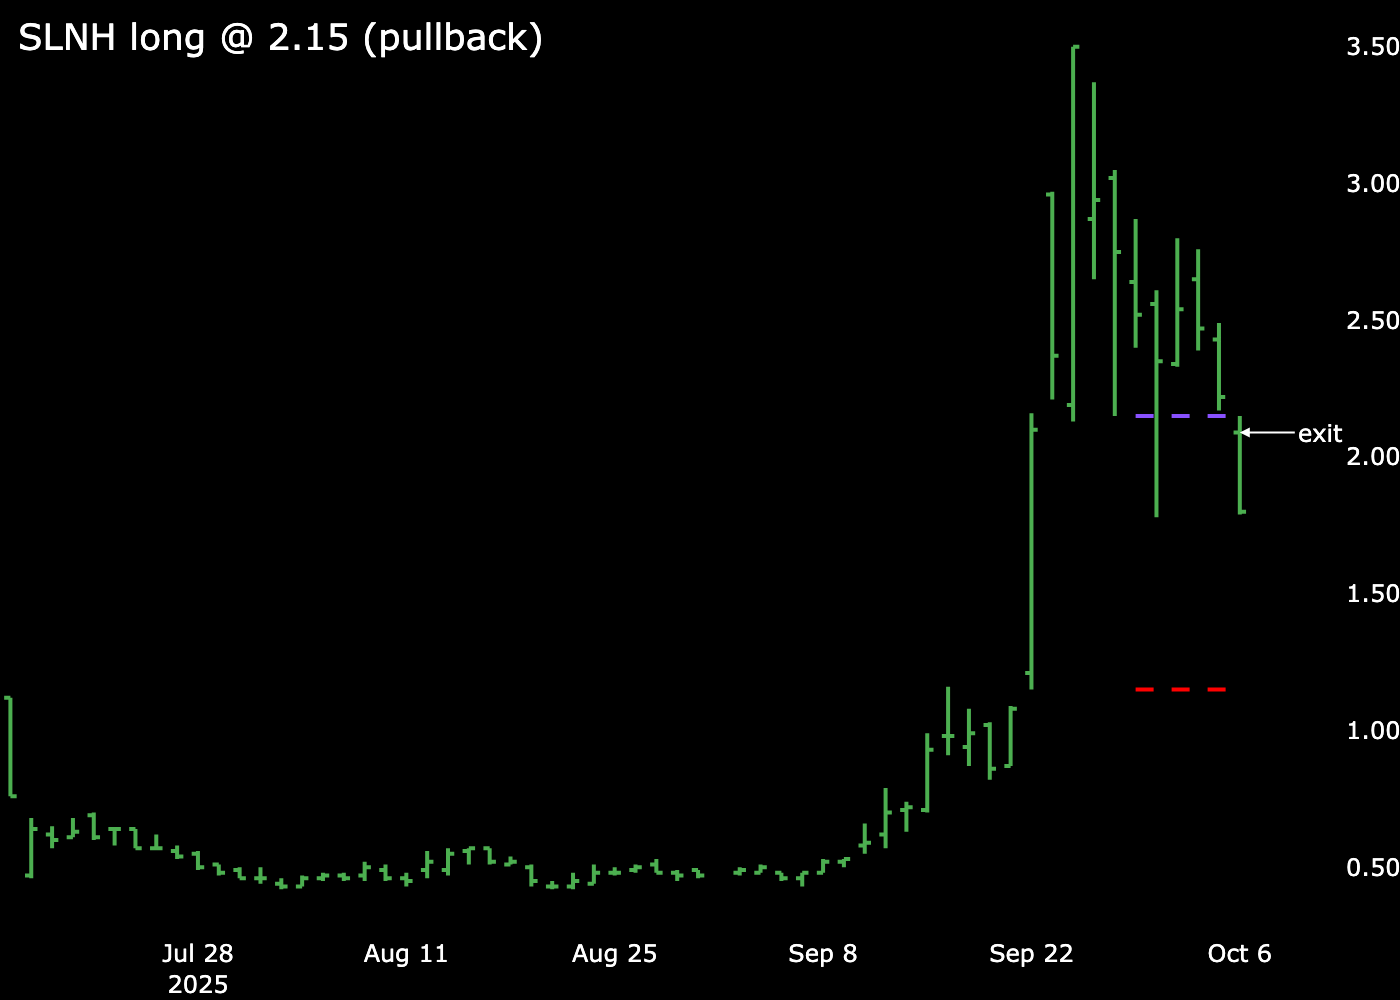 SLNH long @ 2.15 (pullback)
3.50
3.00
2.50
exit
2.00
1.50
1.00
0.50
Jul 28
2025
Aug 11
Aug 25
Sep 8
Sep 22
Oct 6